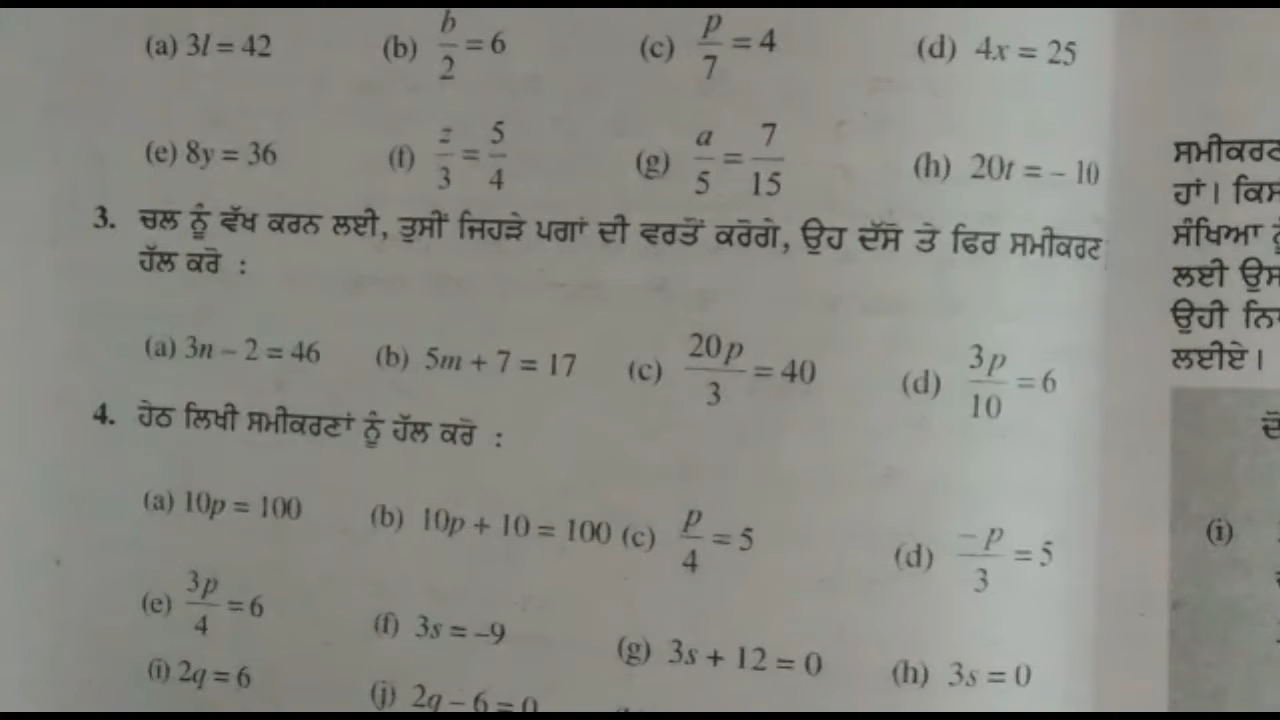 (a) 3l = 42 (b) b/2 = 6 (c) p/7 = 4 (d) 4x = 25
(e) 8y = 36 (f) z/3 = 5/4 (g) a/5 = 7/15 (h) 20t = – 10
3. ਚਲ ਨੂੰ ਵੱਖ ਕਰਨ ਲਈ, ਤੁਸੀਂ ਜਿਹੜੇ ਪਗਾਂ ਦੀ ਵਰਤੋਂ ਕਰੋਗੇ, ਉਹ ਦੱਸੋ ਤੇ ਫਿਰ ਸਮੀਕਰਣ
ਹੱਲ ਕਰੋ :
(a) 3n – 2 = 46 (b) 5m + 7 = 17 (c) 20p/3 = 40 (d) 3p/10 = 6
4. ਹੇਠ ਲਿਖੀ ਸਮੀਕਰਣਾਂ ਨੂੰ ਹੱਲ ਕਰੋ :
(a) 10p = 100 (b) 10p + 10 = 100 (c) p/4 = 5 (d) –p/3 = 5
(e) 3p/4 = 6 (f) 3s = –9 (g) 3s + 12 = 0 (h) 3s = 0
(i) 2q = 6 (j) 2q – 6 = 0
ਹਾਂ।
ਸੰਖਿਆ
ਲਈ
ਉਹੀ
ਲਈਏ।
(i)